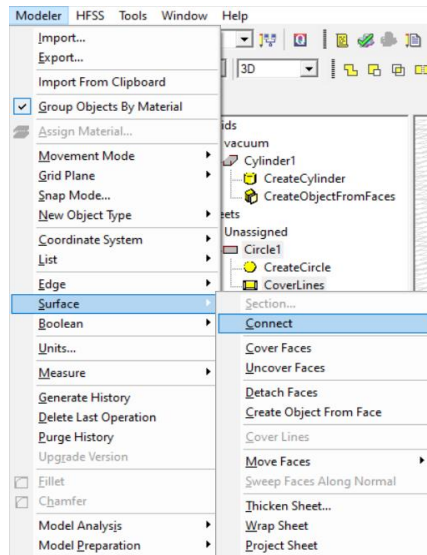 Modeler HFSS Tools Window Help
Import...
Export...
3D
Import From Clipboard
Group Objects By Material
Assign Material...
ids
vacuum
Movement Mode
Cylinder1
Grid Plane
CreateCylinder
Snap Mode...
CreateObjectFromFaces
New Object Type
eets
Unassigned
Coordinate System
Circle1
List
CreateCircle
Edge
CoverLines
Surface
Section...
Boolean
Connect
Units...
Cover Faces
Measure
Uncover Faces
Generate History
Detach Faces
Delete Last Operation
Create Object From Face
Purge History
Cover Lines
Upgrade Version
Move Faces
Fillet
Sweep Faces Along Normal
Chamfer
Thicken Sheet...
Model Analysis
Wrap Sheet
Model Preparation
Project Sheet